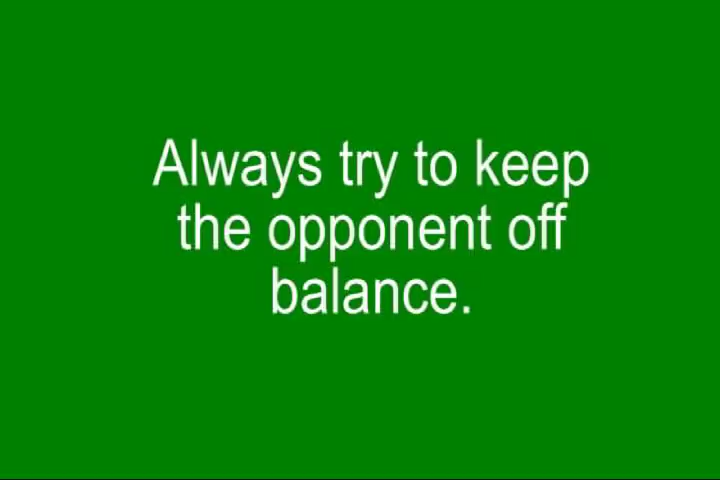 Always try to keep
the opponent off
balance.